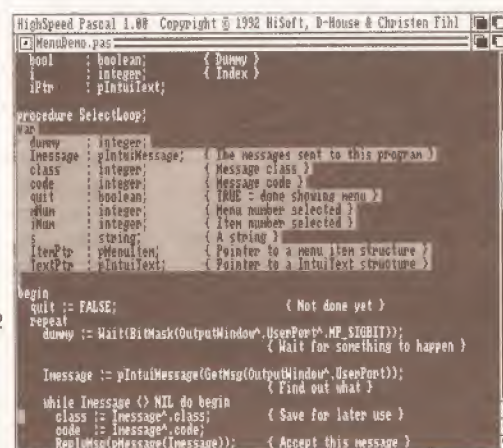 HighSpeed Pascal 1.00 Copyright © 1992 HiSoft, D-House & Christen Fihl
MenuDemo.pas
bool : boolean; { Dummy }
i : integer; { Index }
iPtr : pIntuiText;
procedure SelectLoop;
var
dummy : integer;
Imessage : pIntuiMessage; { The messages sent to this program }
class : integer; { Message class }
code : integer; { Message code }
quit : boolean; { TRUE = done showing menu }
mNum : integer; { Menu number selected }
iNum : integer; { Item number selected }
s : string; { A string }
ItemPtr : pMenuItem; { Pointer to a menu item structure }
TextPtr : pIntuiText; { Pointer to a IntuiText structure }
begin
quit := FALSE; { Not done yet }
repeat
dummy := Wait(BitMask(OutputWindow^.UserPort^.MP_SIGBIT));
{ Wait for something to happen }
Imessage := pIntuiMessage(GetMsg(OutputWindow^.UserPort));
{ Find out what }
while Imessage <> NIL do begin
class := Imessage^.class; { Save for later use }
code := Imessage^.code;
ReplyMsg(pMessage(Imessage)); { Accept this message }